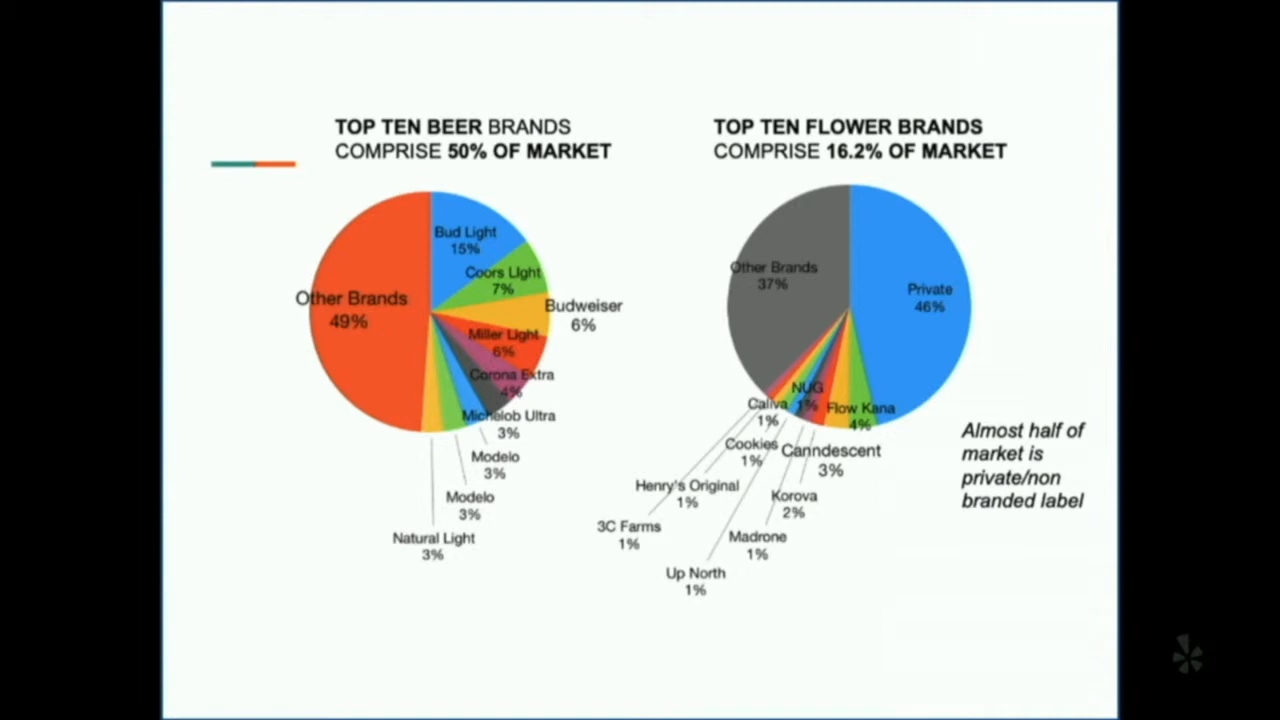 TOP TEN BEER BRANDS
COMPRISE 50% OF MARKET
Bud Light
15%
Coors LIght
7%
Budweiser
6%
Miller Light
6%
Corona Extra
4%
Michelob Ultra
3%
Modelo
3%
Modelo
3%
Natural Light
3%
Other Brands
49%
TOP TEN FLOWER BRANDS
COMPRISE 16.2% OF MARKET
Private
46%
Flow Kana
4%
Canndescent
3%
Korova
2%
Madrone
1%
NUG
1%
Up North
1%
Caliva
1%
Cookies
1%
Henry's Original
1%
3C Farms
1%
Other Brands
37%
Almost half of
market is
private/non
branded label